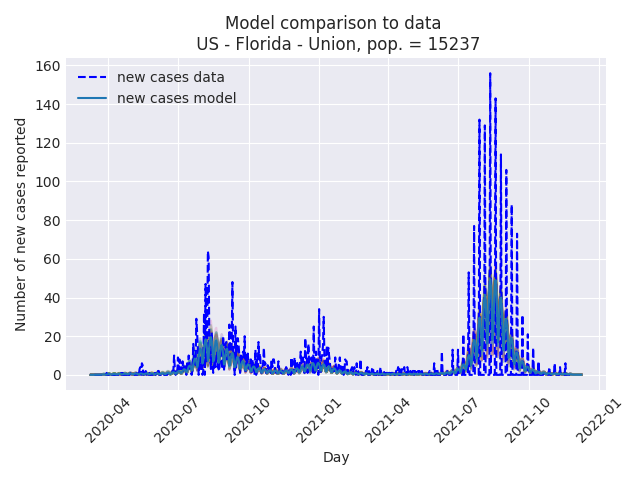 Model comparison to data
US - Florida - Union, pop. = 15237
new cases data
new cases model
Number of new cases reported
160
140
120
100
80
60
40
20
0
2020-04
2020-07
2020-10
2021-01
2021-04
2021-07
2021-10
2022-01
Day